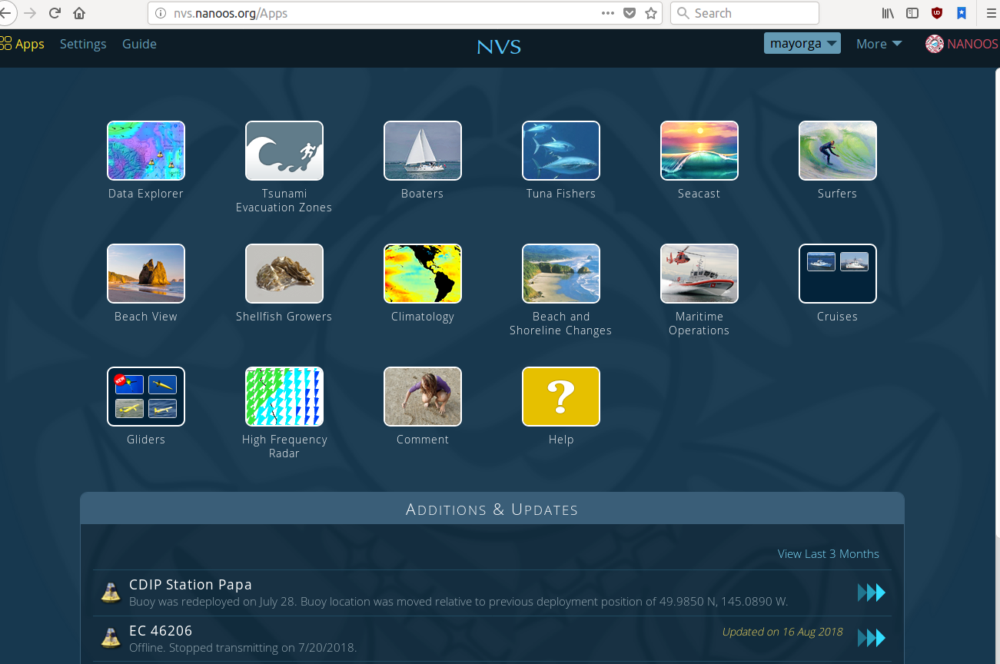 nvs.nanoos.org/Apps
Search
Apps Settings Guide
NVS
mayorga
More
NANOOS
Data Explorer
Tsunami
Evacuation Zones
Boaters
Tuna Fishers
Seacast
Surfers
Beach View
Shellfish Growers
Climatology
Beach and
Shoreline Changes
Maritime
Operations
Cruises
NEW
Gliders
High Frequency
Radar
Comment
?
Help
Additions & Updates
View Last 3 Months
CDIP Station Papa
Buoy was redeployed on July 28. Buoy location was moved relative to previous deployment position of 49.9850 N, 145.0890 W.
EC 46206
Updated on 16 Aug 2018
Offline. Stopped transmitting on 7/20/2018.